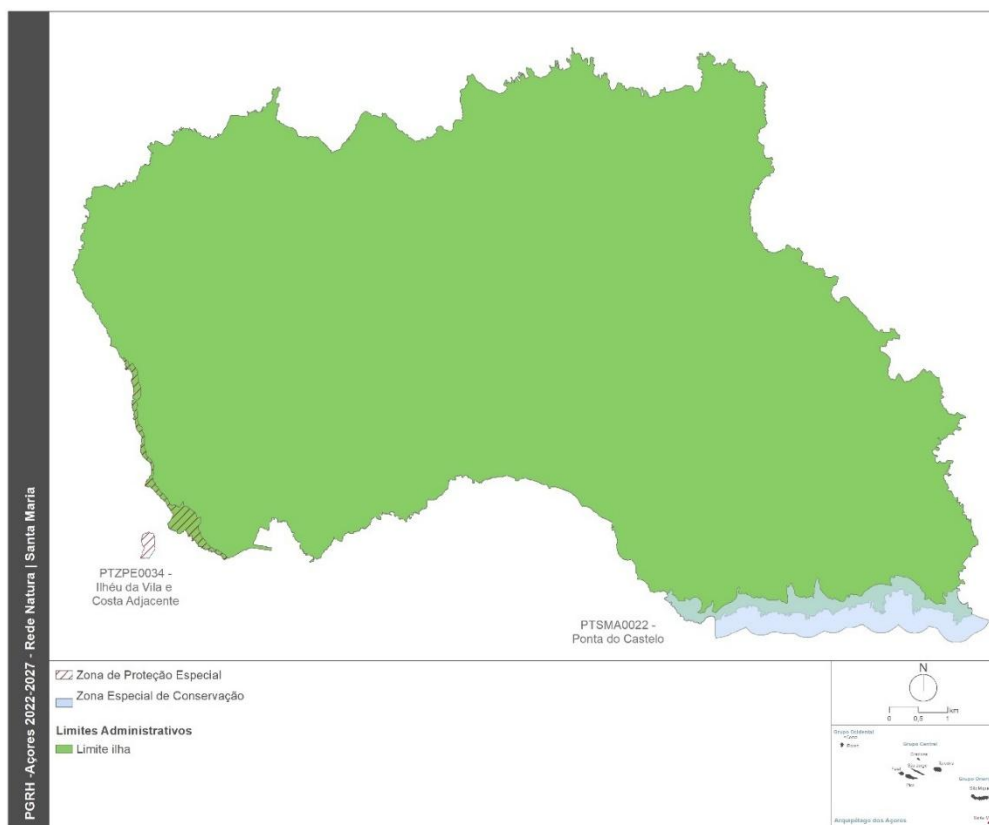 PGRH -Açores 2022-2027 - Rede Natura | Santa Maria
PTZPE0034 -
Ilhéu da Vila e
Costa Adjacente
PTSMA0022 -
Ponta do Castelo
Zona de Proteção Especial
Zona Especial de Conservação
Limites Administrativos
Limite ilha
N
km
0 0,5 1
Grupo Ocidental
Grupo Central
Arquipélago dos Açores